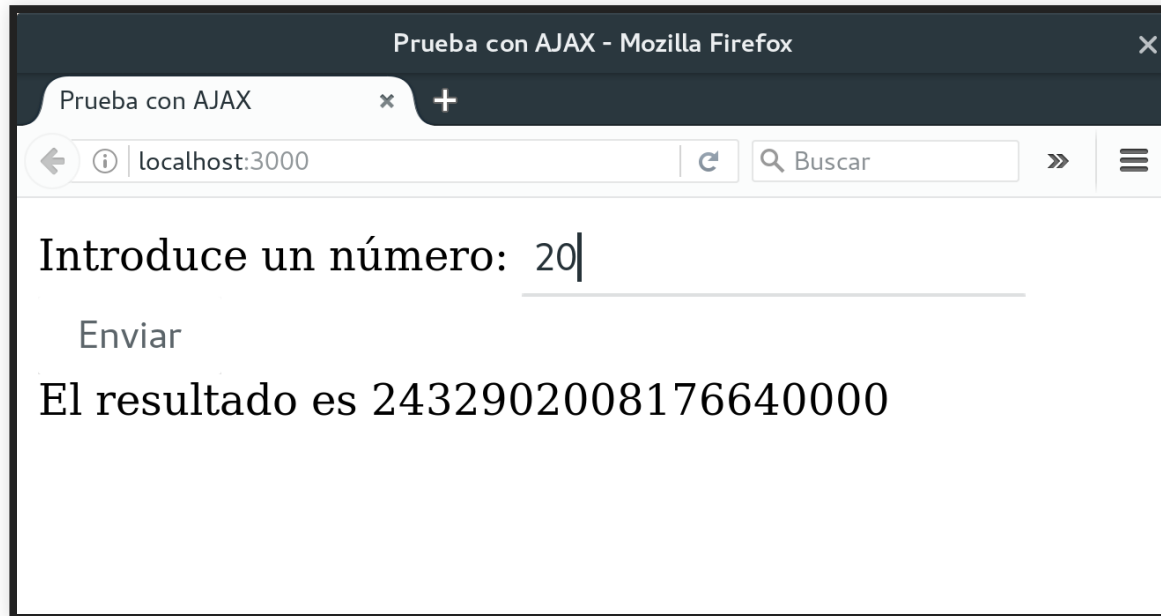 Prueba con AJAX - Mozilla Firefox
Prueba con AJAX
localhost:3000
Buscar
Introduce un número: 20
Enviar
El resultado es 2432902008176640000